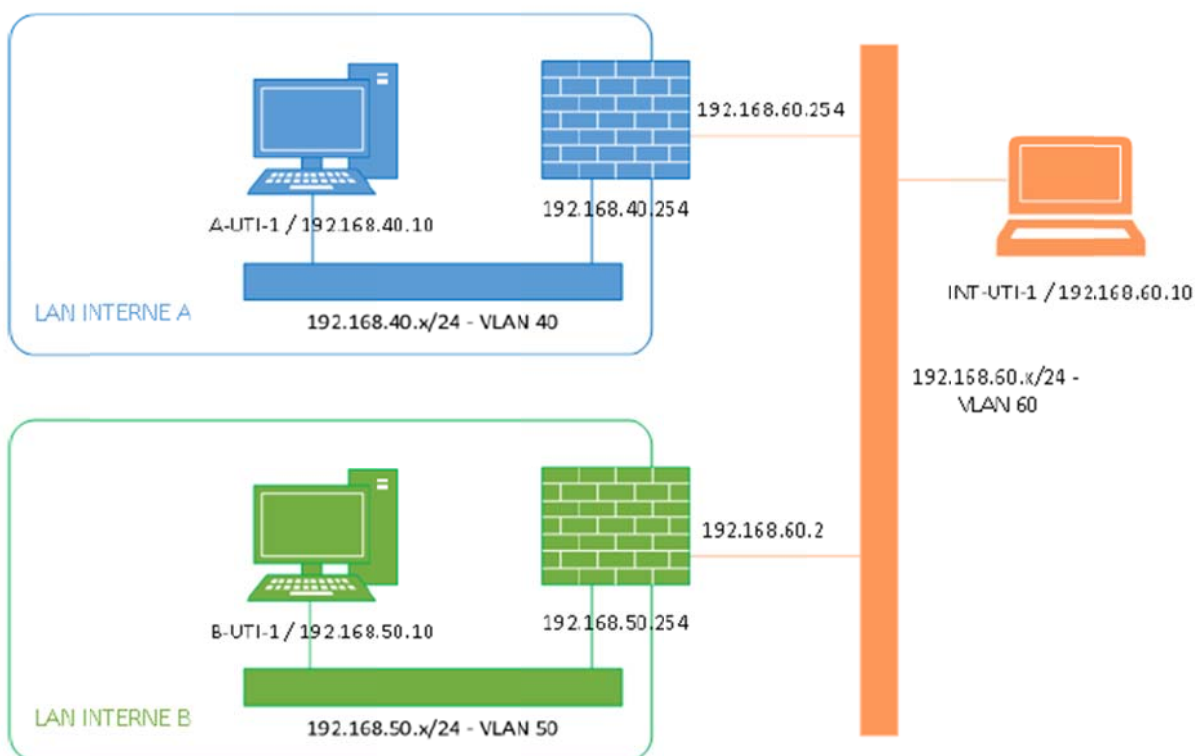 192.168.60.254
A-UTI-1 / 192.168.40.10
192.168.40.254
LAN INTERNE A
192.168.40.x/24 - VLAN 40
INT-UTI-1 / 192.168.60.10
192.168.60.x/24 -
VLAN 60
192.168.60.2
B-UTI-1 / 192.168.50.10
192.168.50.254
LAN INTERNE B
192.168.50.x/24 - VLAN 50